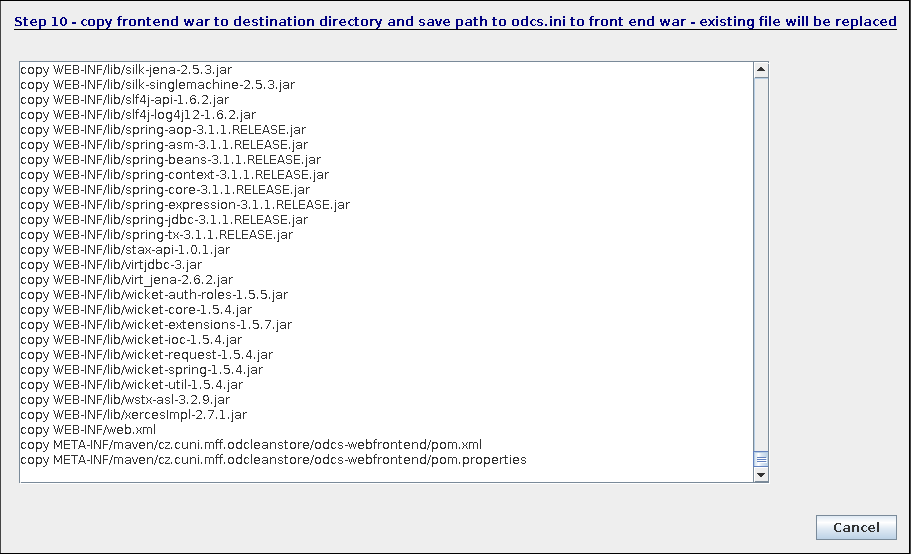 Step 10 - copy frontend war to destination directory and save path to odcs.ini to front end war - existing file will be replaced
copy WEB-INF/lib/silk-jena-2.5.3.jar
copy WEB-INF/lib/silk-singlemachine-2.5.3.jar
copy WEB-INF/lib/slf4j-api-1.6.2.jar
copy WEB-INF/lib/slf4j-log4j12-1.6.2.jar
copy WEB-INF/lib/spring-aop-3.1.1.RELEASE.jar
copy WEB-INF/lib/spring-asm-3.1.1.RELEASE.jar
copy WEB-INF/lib/spring-beans-3.1.1.RELEASE.jar
copy WEB-INF/lib/spring-context-3.1.1.RELEASE.jar
copy WEB-INF/lib/spring-core-3.1.1.RELEASE.jar
copy WEB-INF/lib/spring-expression-3.1.1.RELEASE.jar
copy WEB-INF/lib/spring-jdbc-3.1.1.RELEASE.jar
copy WEB-INF/lib/spring-tx-3.1.1.RELEASE.jar
copy WEB-INF/lib/stax-api-1.0.1.jar
copy WEB-INF/lib/virtjdbc-3.jar
copy WEB-INF/lib/virt_jena-2.6.2.jar
copy WEB-INF/lib/wicket-auth-roles-1.5.5.jar
copy WEB-INF/lib/wicket-core-1.5.4.jar
copy WEB-INF/lib/wicket-extensions-1.5.7.jar
copy WEB-INF/lib/wicket-ioc-1.5.4.jar
copy WEB-INF/lib/wicket-request-1.5.4.jar
copy WEB-INF/lib/wicket-spring-1.5.4.jar
copy WEB-INF/lib/wicket-util-1.5.4.jar
copy WEB-INF/lib/wstx-asl-3.2.9.jar
copy WEB-INF/lib/xercesImpl-2.7.1.jar
copy WEB-INF/web.xml
copy META-INF/maven/cz.cuni.mff.odcleanstore/odcs-webfrontend/pom.xml
copy META-INF/maven/cz.cuni.mff.odcleanstore/odcs-webfrontend/pom.properties
Cancel